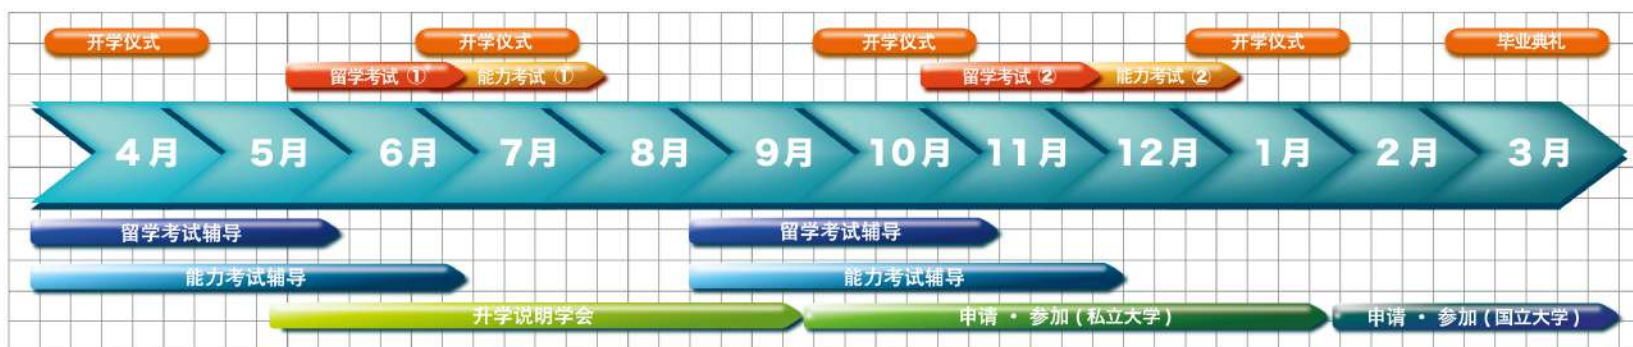 开学仪式 开学仪式 开学仪式 开学仪式 毕业典礼
留学考试 ① 能力考试 ① 留学考试 ② 能力考试 ②
4月 5月 6月 7月 8月 9月 10月 11月 12月 1月 2月 3月
留学考试辅导 留学考试辅导
能力考试辅导 能力考试辅导
升学说明学会 申请・参加(私立大学) 申请・参加(国立大学)